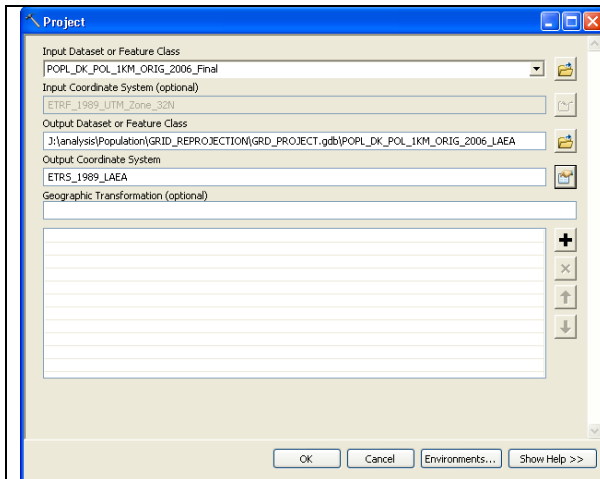 Project
Input Dataset or Feature Class
POPL_DK_POL_1KM_ORIG_2006_Final
Input Coordinate System (optional)
ETRF_1989_UTM_Zone_32N
Output Dataset or Feature Class
J:\analysis\Population\GRID_REPROJECTION\GRD_PROJECT.gdb\POPL_DK_POL_1KM_ORIG_2006_LAEA
Output Coordinate System
ETRS_1989_LAEA
Geographic Transformation (optional)
OK Cancel Environments... Show Help >>